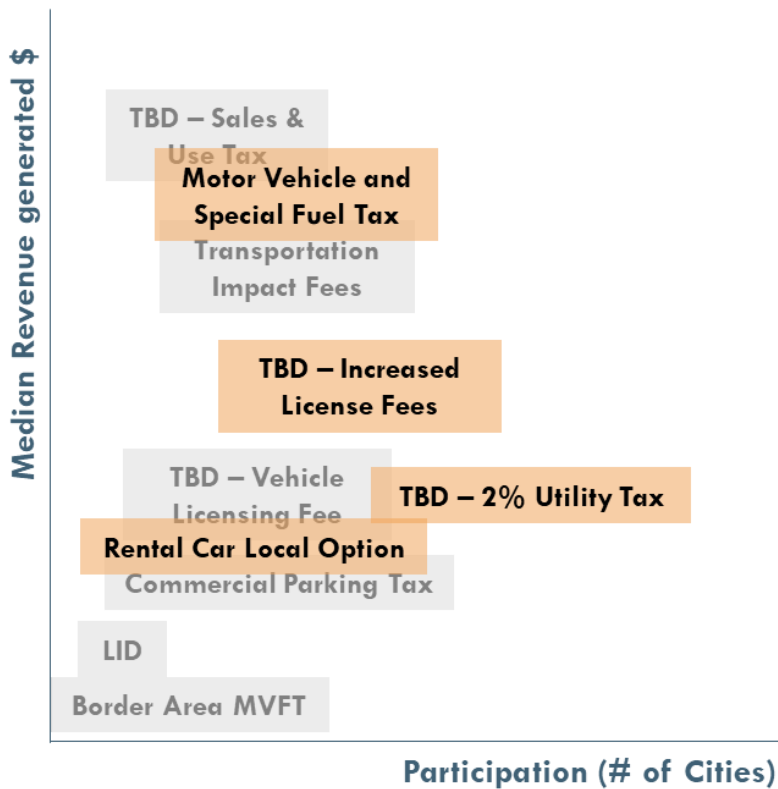 Median Revenue generated $
TBD – Sales &
Use Tax
Motor Vehicle and
Special Fuel Tax
Transportation
Impact Fees
TBD – Increased
License Fees
TBD – Vehicle
Licensing Fee
TBD – 2% Utility Tax
Rental Car Local Option
Commercial Parking Tax
LID
Border Area MVFT
Participation (# of Cities)